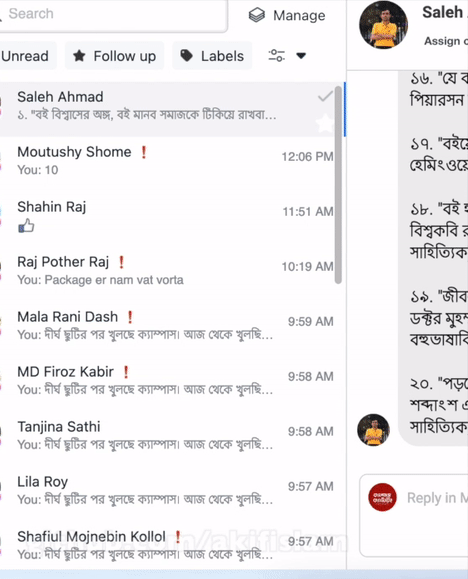 Search
Manage
Unread
Follow up
Labels
Saleh Ahmad
১. "বই বিশ্বাসের অঙ্গ, বই মানব সমাজকে টিকিয়ে রাখবা...
Moutushy Shome
12:06 PM
You: 10
Shahin Raj
11:51 AM
Raj Pother Raj
10:19 AM
You: Package er nam vat vorta
Mala Rani Dash
9:59 AM
You: দীর্ঘ ছুটির পর খুলছে ক্যাম্পাস। আজ থেকে খুলছি...
MD Firoz Kabir
9:58 AM
You: দীর্ঘ ছুটির পর খুলছে ক্যাম্পাস। আজ থেকে খুলছি...
Tanjina Sathi
9:58 AM
You: দীর্ঘ ছুটির পর খুলছে ক্যাম্পাস। আজ থেকে খুলছি...
Lila Roy
9:57 AM
You: দীর্ঘ ছুটির পর খুলছে ক্যাম্পাস। আজ থেকে খুলছি...
Shafiul Mojnebin Kollol
9:57 AM
You: দীর্ঘ ছুটির পর খুলছে ক্যাম্পাস। আজ থেকে খুলছি...
Saleh
Assign
১৬. "যে
পিয়ারসন
১৭.
১৮. "বই
বিশ্বকবি
সাহিত্যিক
১৯.
ডক্টর
২০.
শব্দাংশ
সাহিত্যিক
Reply in